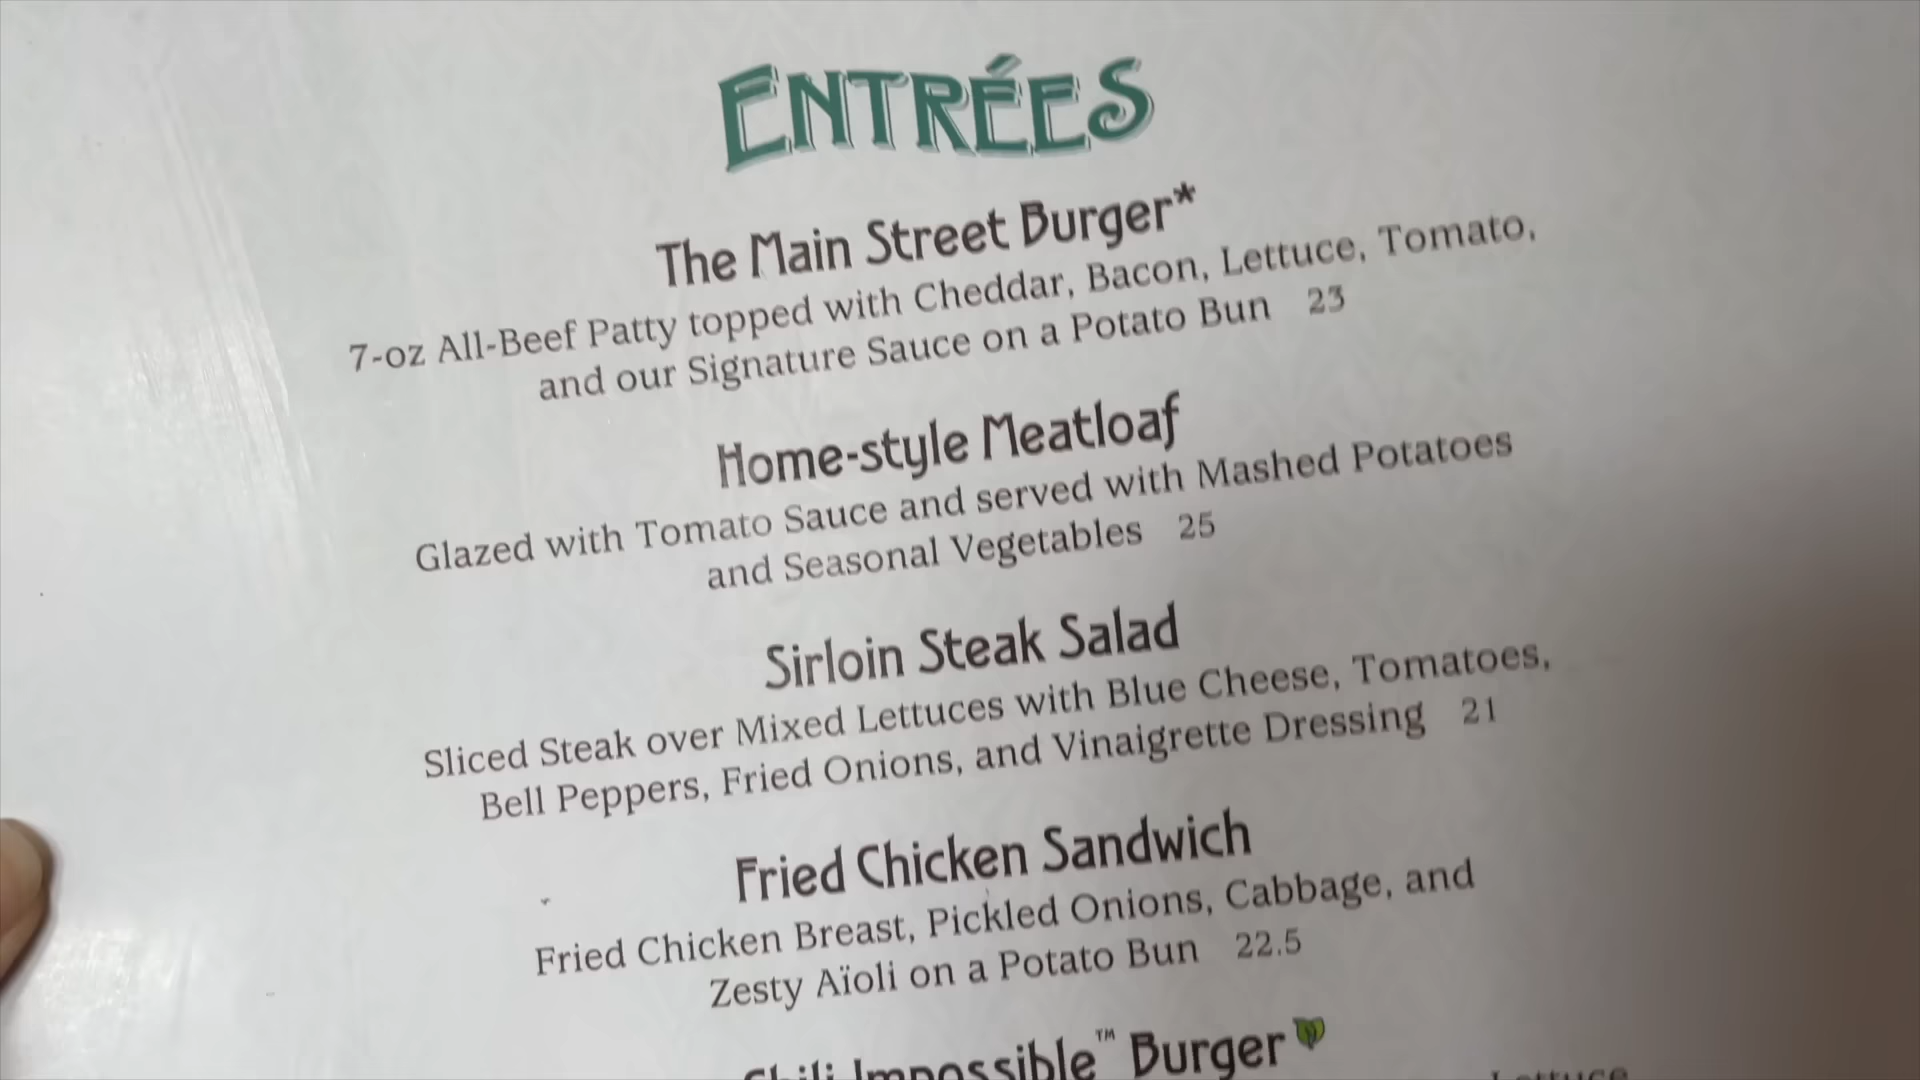 ENTRÉES
The Main Street Burger*
7-oz All-Beef Patty topped with Cheddar, Bacon, Lettuce, Tomato,
and our Signature Sauce on a Potato Bun 23
Home-style Meatloaf
Glazed with Tomato Sauce and served with Mashed Potatoes
and Seasonal Vegetables 25
Sirloin Steak Salad
Sliced Steak over Mixed Lettuces with Blue Cheese, Tomatoes,
Bell Peppers, Fried Onions, and Vinaigrette Dressing 21
Fried Chicken Sandwich
Fried Chicken Breast, Pickled Onions, Cabbage, and
Zesty Aïoli on a Potato Bun 22.5
Chili Impossible™ Burger
Lettuce